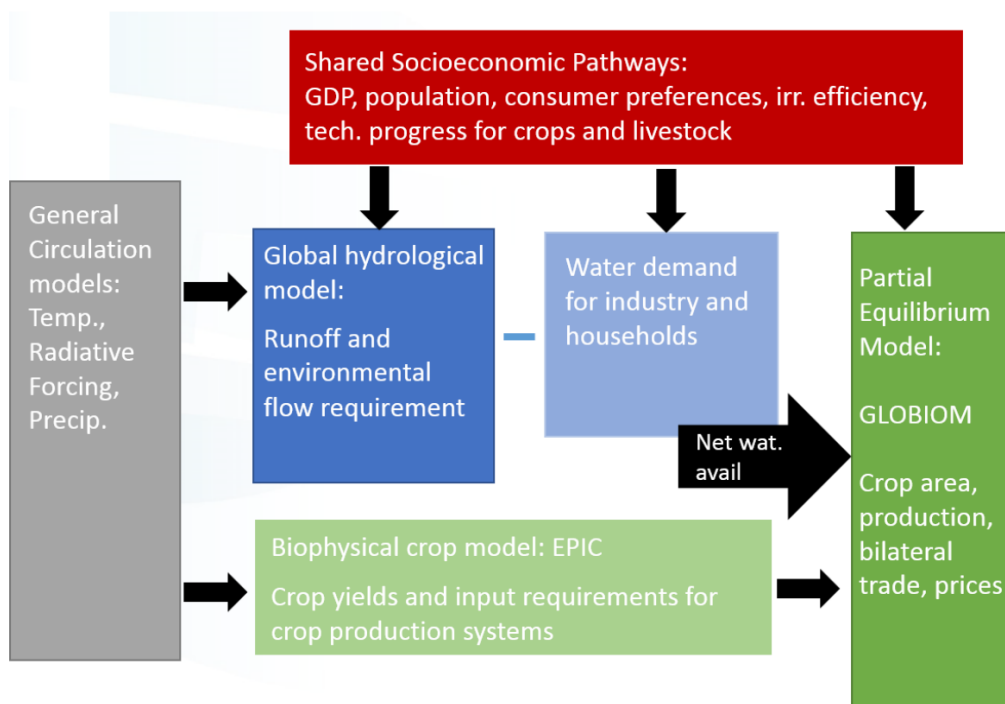 Shared Socioeconomic Pathways:
GDP, population, consumer preferences, irr. efficiency,
tech. progress for crops and livestock
General
Circulation
models:
Temp.,
Radiative
Forcing,
Precip.
Global hydrological
model:
Runoff and
environmental
flow requirement
Water demand
for industry and
households
Net wat.
avail
Partial
Equilibrium
Model:
GLOBIOM
Crop area,
production,
bilateral
trade, prices
Biophysical crop model: EPIC
Crop yields and input requirements for
crop production systems